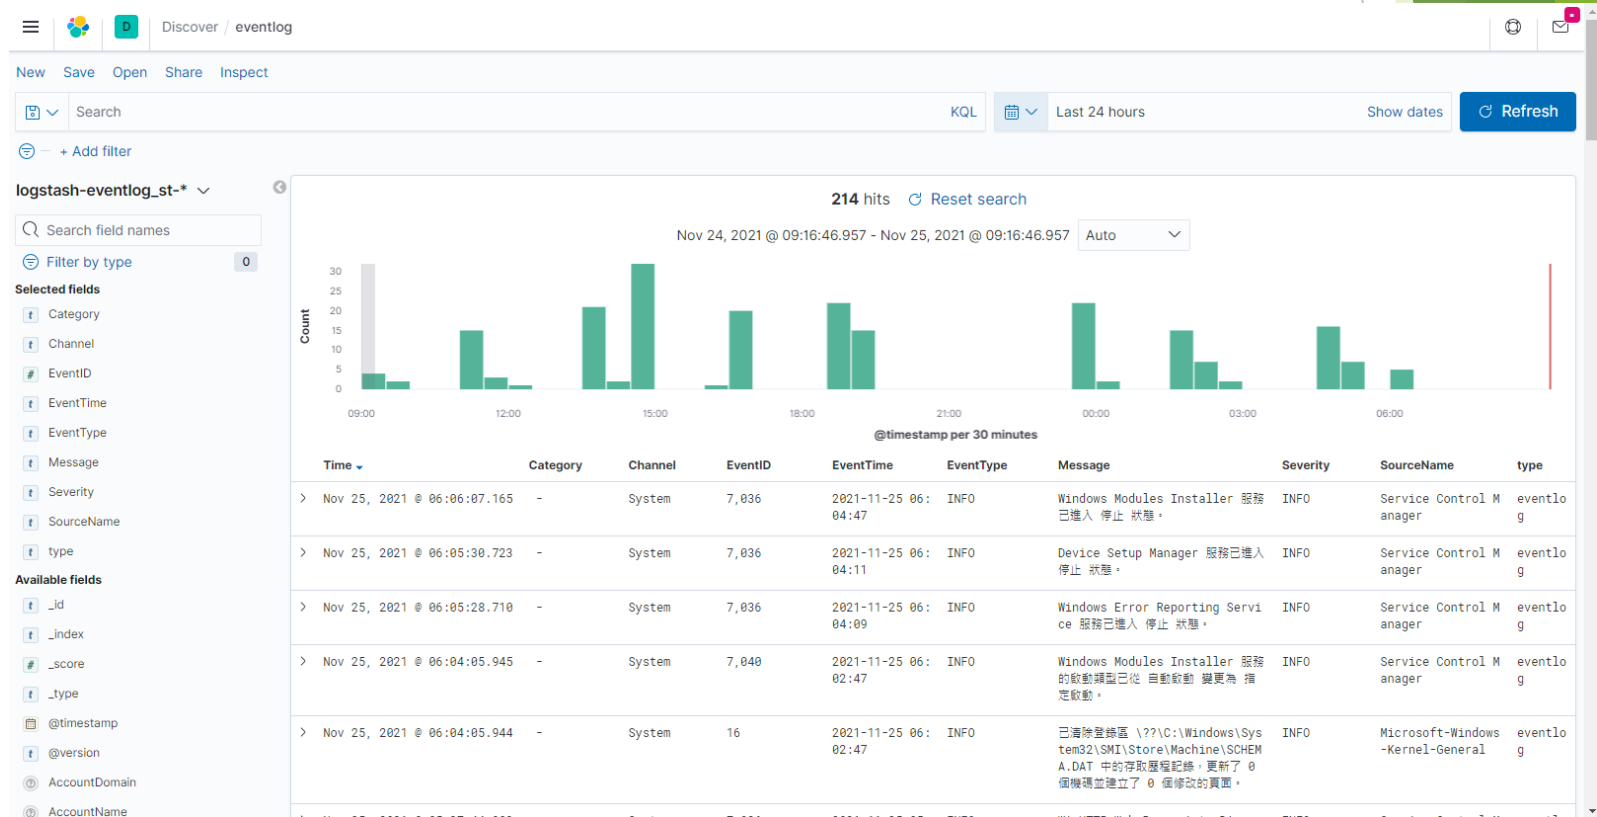 D Discover / eventlog
New Save Open Share Inspect
Search KQL Last 24 hours Show dates Refresh
+ Add filter
logstash-eventlog_st-*
Search field names
Filter by type 0
Selected fields
t Category
t Channel
# EventID
t EventTime
t EventType
t Message
t Severity
t SourceName
t type
Available fields
t _id
t _index
# _score
t _type
@timestamp
t @version
AccountDomain
AccountName
214 hits Reset search
Nov 24, 2021 @ 09:16:46.957 - Nov 25, 2021 @ 09:16:46.957 Auto
Count
30
25
20
15
10
5
0
09:00 12:00 15:00 18:00 21:00 00:00 03:00 06:00
@timestamp per 30 minutes
Time Category Channel EventID EventTime EventType Message Severity SourceName type
Nov 25, 2021 @ 06:06:07.165 - System 7,036 2021-11-25 06: INFO Windows Modules Installer 服務 INFO Service Control M eventlo
04:47 已進入 停止 狀態。 anager g
Nov 25, 2021 @ 06:05:30.723 - System 7,036 2021-11-25 06: INFO Device Setup Manager 服務已進入 INFO Service Control M eventlo
04:11 停止 狀態。 anager g
Nov 25, 2021 @ 06:05:28.710 - System 7,036 2021-11-25 06: INFO Windows Error Reporting Servi INFO Service Control M eventlo
04:09 ce 服務已進入 停止 狀態。 anager g
Nov 25, 2021 @ 06:04:05.945 - System 7,040 2021-11-25 06: INFO Windows Modules Installer 服務 INFO Service Control M eventlo
02:47 的啟動類型已從 自動啟動 變更為 指 anager g
定啟動。
Nov 25, 2021 @ 06:04:05.944 - System 16 2021-11-25 06: INFO 已清除登錄區 \??\C:\Windows\Sys INFO Microsoft-Windows eventlo
02:47 tem32\SMI\Store\Machine\SCHEM -Kernel-General g
A.DAT 中的存取歷程記錄，更新了 0
個機碼並建立了 0 個修改的頁面。